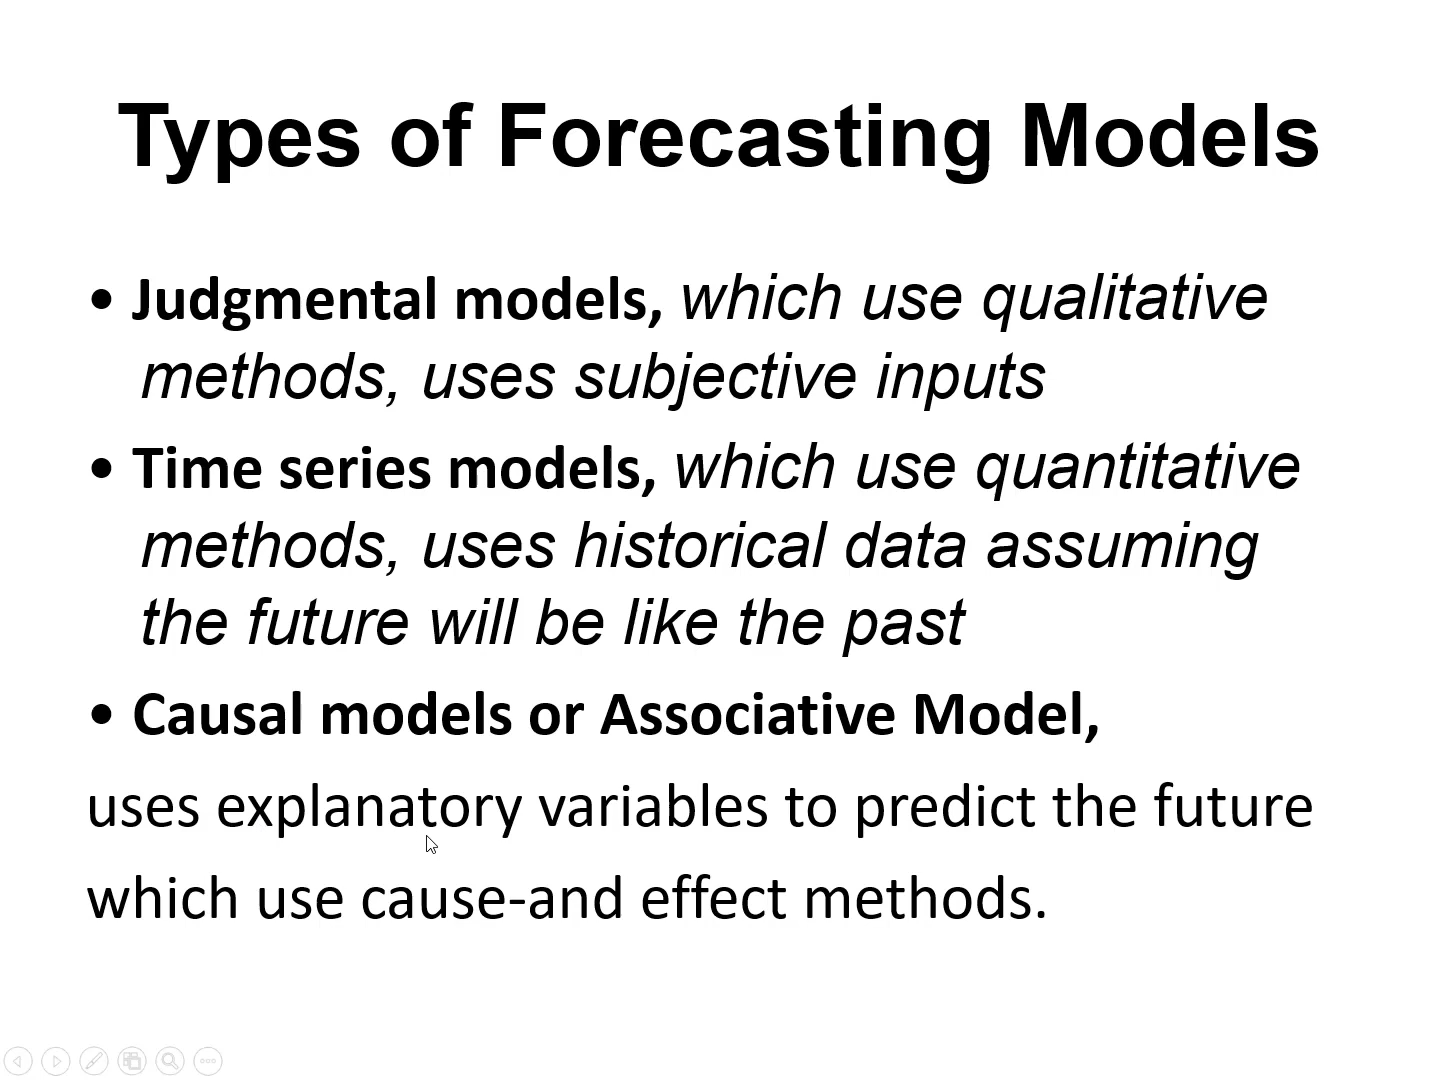 Types of Forecasting Models
• Judgmental models, which use qualitative
methods, uses subjective inputs
• Time series models, which use quantitative
methods, uses historical data assuming
the future will be like the past
• Causal models or Associative Model,
uses explanatory variables to predict the future
which use cause-and effect methods.